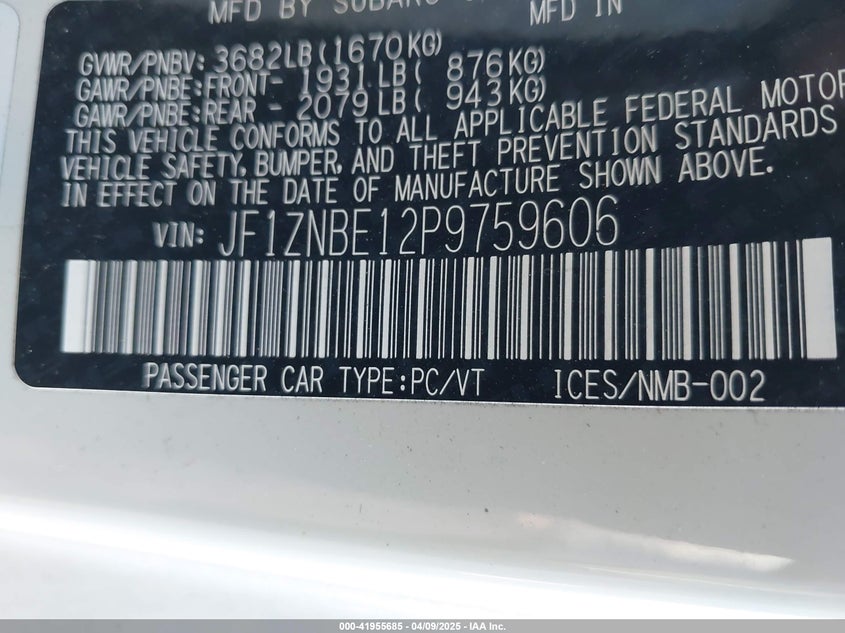 MFD BY SUBARU
MFD IN
GVWR/PNBV: 3682LB(1670KG)
GAWR/PNBE:FRONT- 1931LB( 876KG)
GAWR/PNBE:REAR - 2079LB( 943KG)
THIS VEHICLE CONFORMS TO ALL APPLICABLE FEDERAL MOTOR
VEHICLE SAFETY, BUMPER, AND THEFT PREVENTION STANDARDS
IN EFFECT ON THE DATE OF MANUFACTURE SHOWN ABOVE.
VIN: JF1ZNBE12P9759606
PASSENGER CAR TYPE:PC/VT ICES/NMB-002
000-41955685 | 04/09/2025 - IAA Inc.